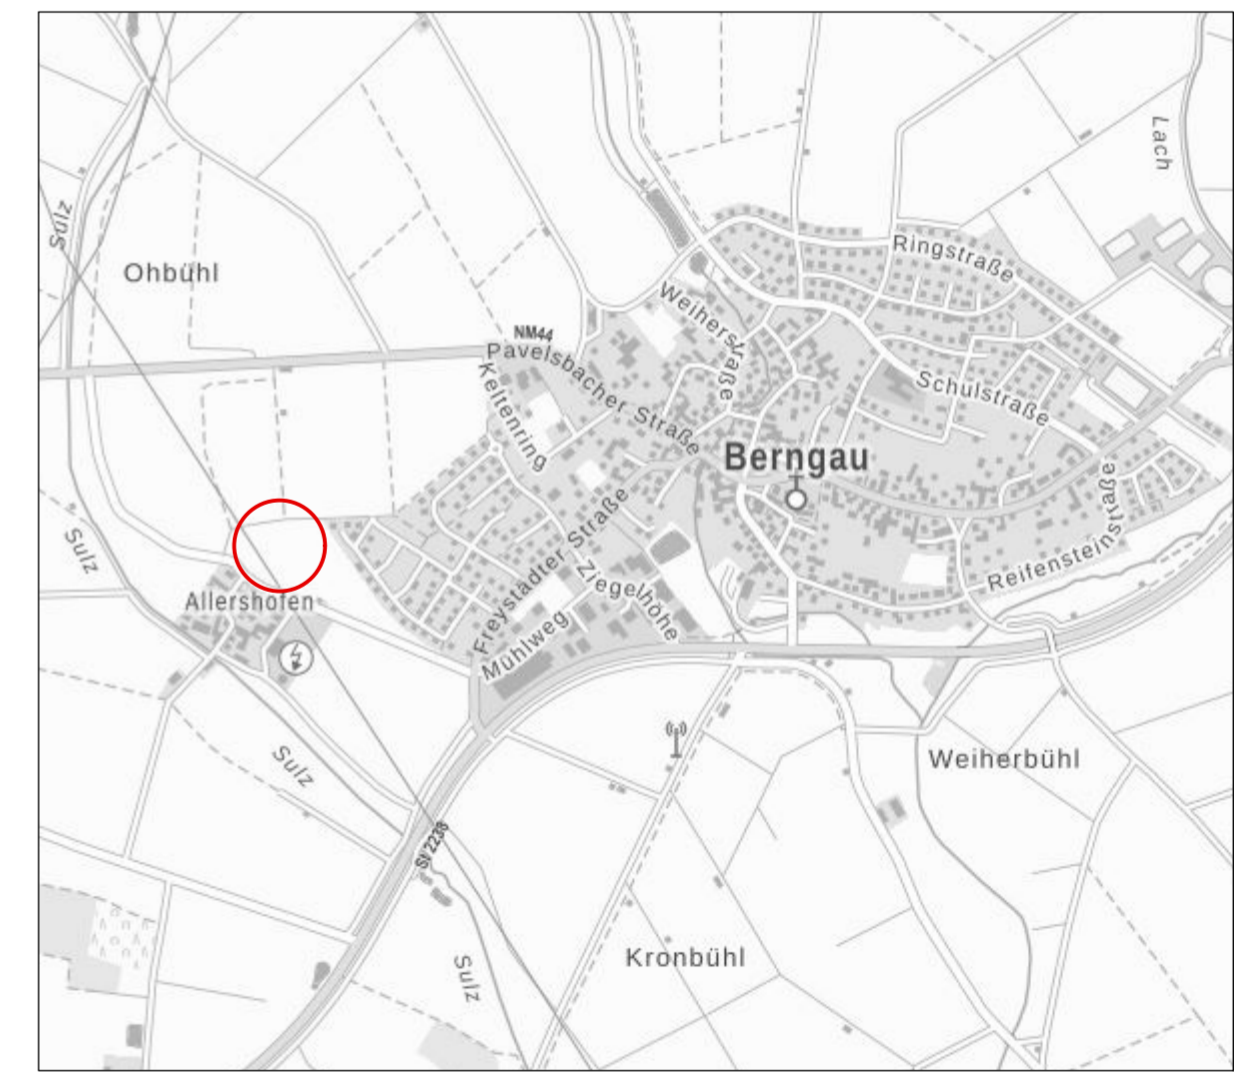 Lach
Sulz
Ohbühl
Ringstraße
Weiherstraße
NM44
Pavelsbacher Straße
Keltenring
Schulstraße
Berngau
Freystädter Straße
Reifensteinstraße
Sulz
Allershofen
Ziegelhöhe
Mühlweg
Sulz
Weiherbühl
St 2238
Kronbühl
Sulz